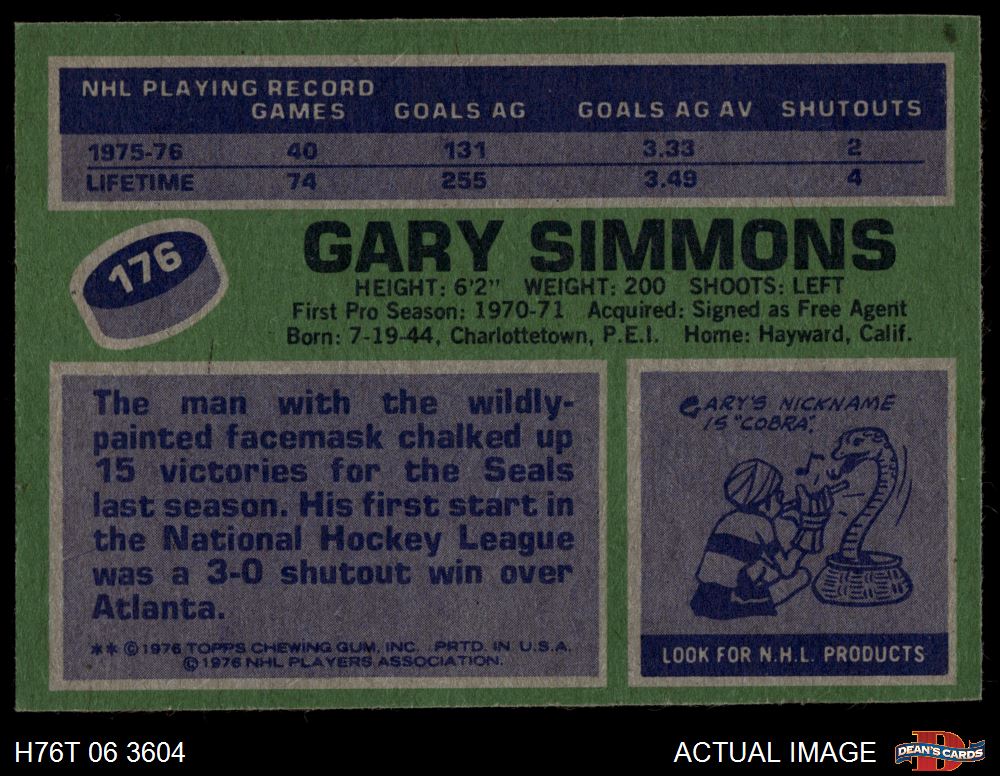 NHL PLAYING RECORD
GAMES GOALS AG GOALS AG AV SHUTOUTS
1975-76 40 131 3.33 2
LIFETIME 74 255 3.49 4
176
GARY SIMMONS
HEIGHT: 6'2" WEIGHT: 200 SHOOTS: LEFT
First Pro Season: 1970-71 Acquired: Signed as Free Agent
Born: 7-19-44, Charlottetown, P.E.I. Home: Hayward, Calif.
The man with the wildly-
painted facemask chalked up
15 victories for the Seals
last season. His first start in
the National Hockey League
was a 3-0 shutout win over
Atlanta.
** ©1976 TOPPS CHEWING GUM, INC. PRTD. IN U.S.A.
©1976 NHL PLAYERS ASSOCIATION.
GARY'S NICKNAME
IS "COBRA".
LOOK FOR N.H.L. PRODUCTS
H76T 06 3604
ACTUAL IMAGE
D
DEAN'S CARDS